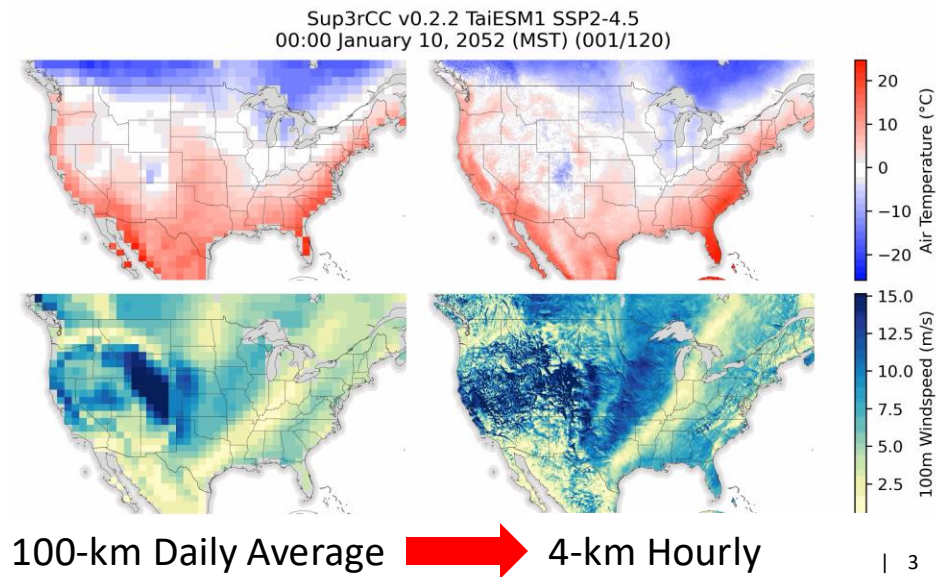 Sup3rCC v0.2.2 TaiESM1 SSP2-4.5
00:00 January 10, 2052 (MST) (001/120)
20
10
0
−10
−20
Air Temperature (°C)
15.0
12.5
10.0
7.5
5.0
2.5
100m Windspeed (m/s)
100-km Daily Average
4-km Hourly
| 3